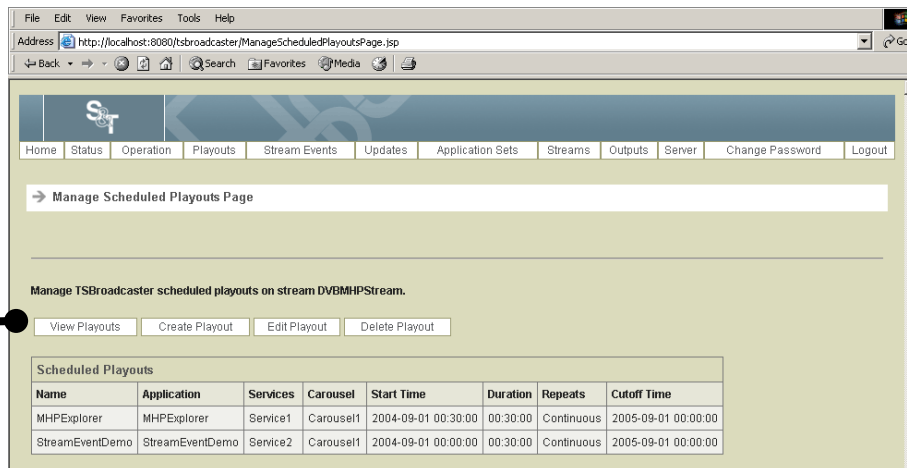 File Edit View Favorites Tools Help
Address http://localhost:8080/tsbroadcaster/ManageScheduledPlayoutsPage.jsp Go
Back Search Favorites Media
S&T
Home Status Operation Playouts Stream Events Updates Application Sets Streams Outputs Server Change Password Logout
Manage Scheduled Playouts Page
Manage TSBroadcaster scheduled playouts on stream DVBMHPStream.
View Playouts Create Playout Edit Playout Delete Playout
Scheduled Playouts
Name Application Services Carousel Start Time Duration Repeats Cutoff Time
MHPExplorer MHPExplorer Service1 Carousel1 2004-09-01 00:30:00 00:30:00 Continuous 2005-09-01 00:00:00
StreamEventDemo StreamEventDemo Service2 Carousel1 2004-09-01 00:00:00 00:30:00 Continuous 2005-09-01 00:00:00